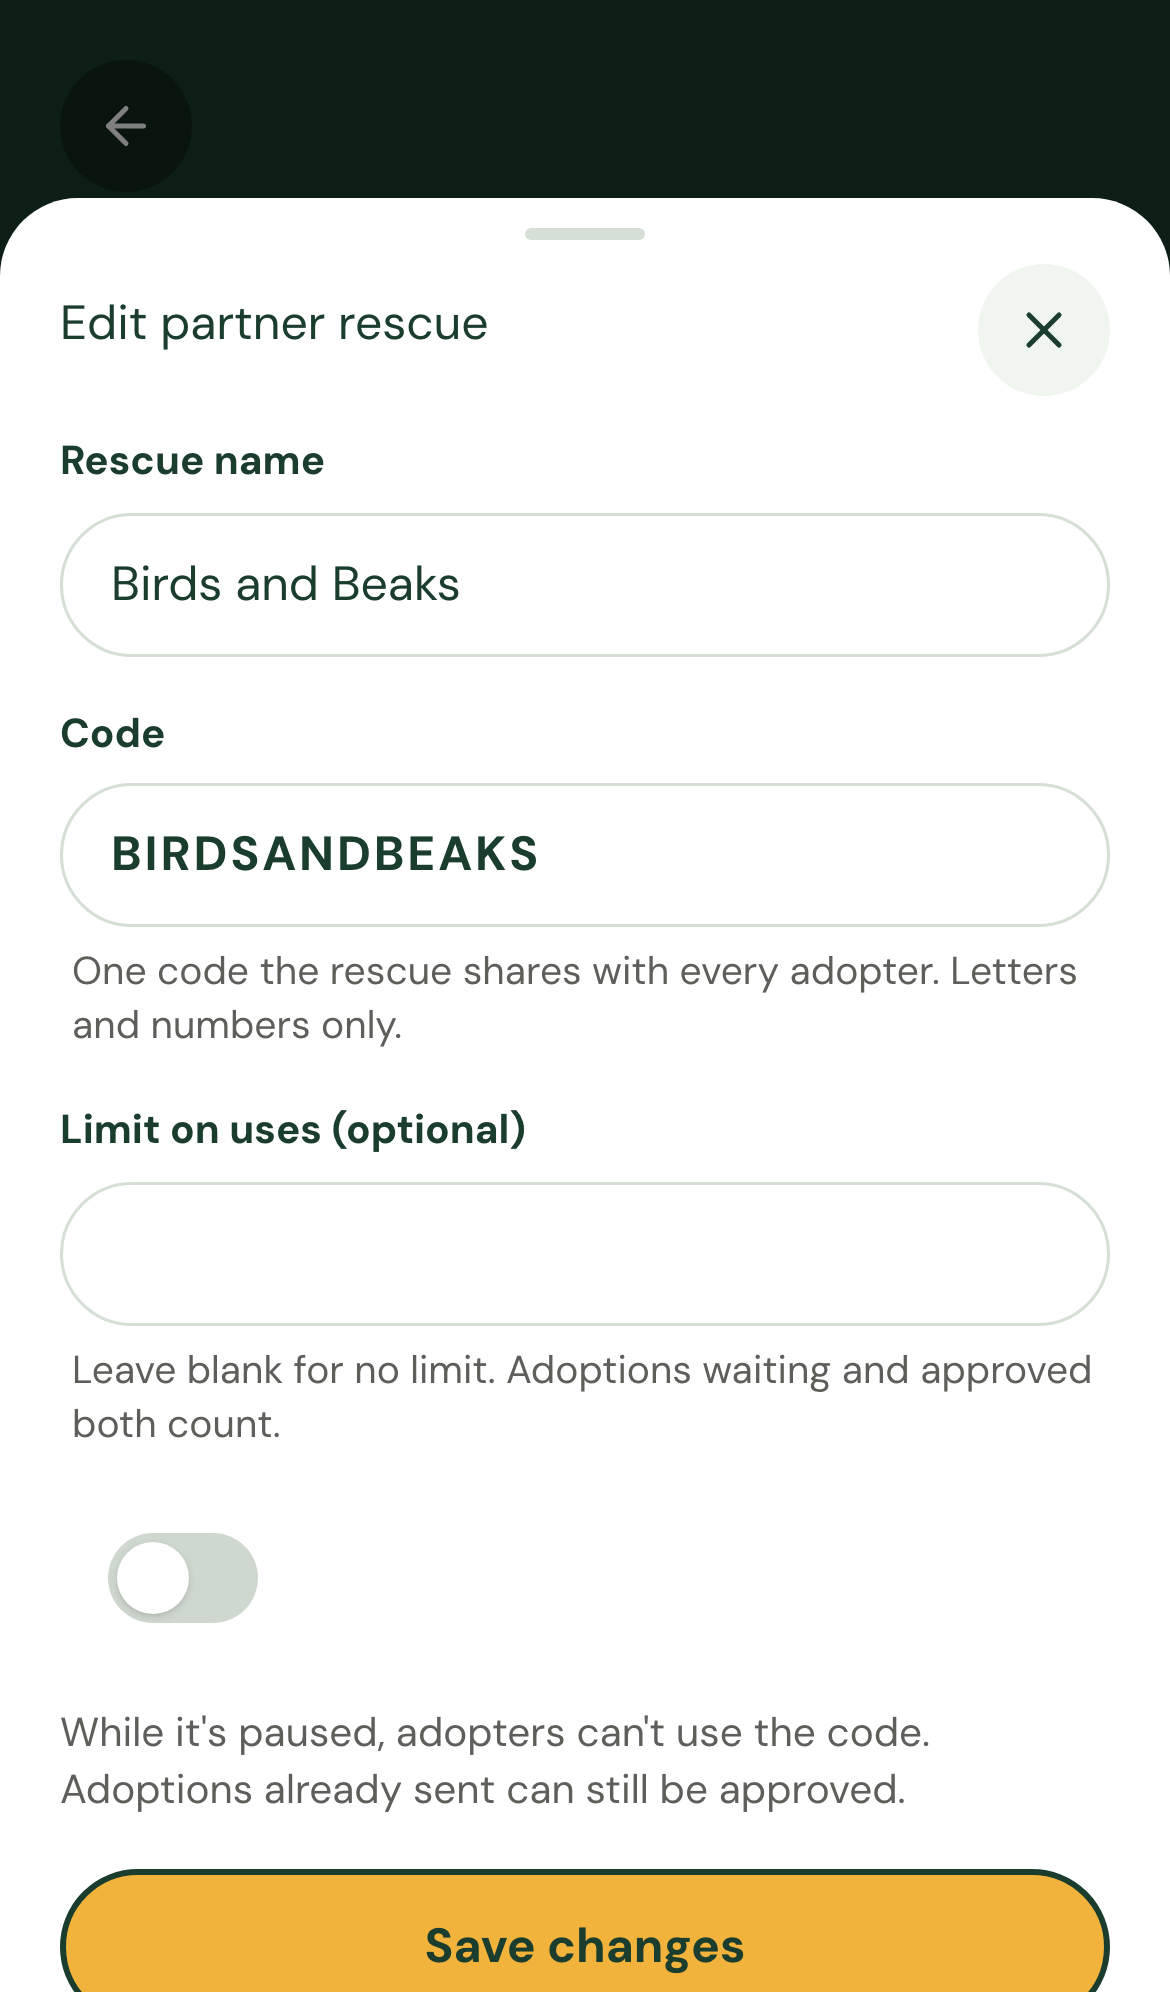 Edit partner rescue
Rescue name
Birds and Beaks
Code
BIRDSANDBEAKS
One code the rescue shares with every adopter. Letters
and numbers only.
Limit on uses (optional)
Leave blank for no limit. Adoptions waiting and approved
both count.
While it's paused, adopters can't use the code.
Adoptions already sent can still be approved.
Save changes